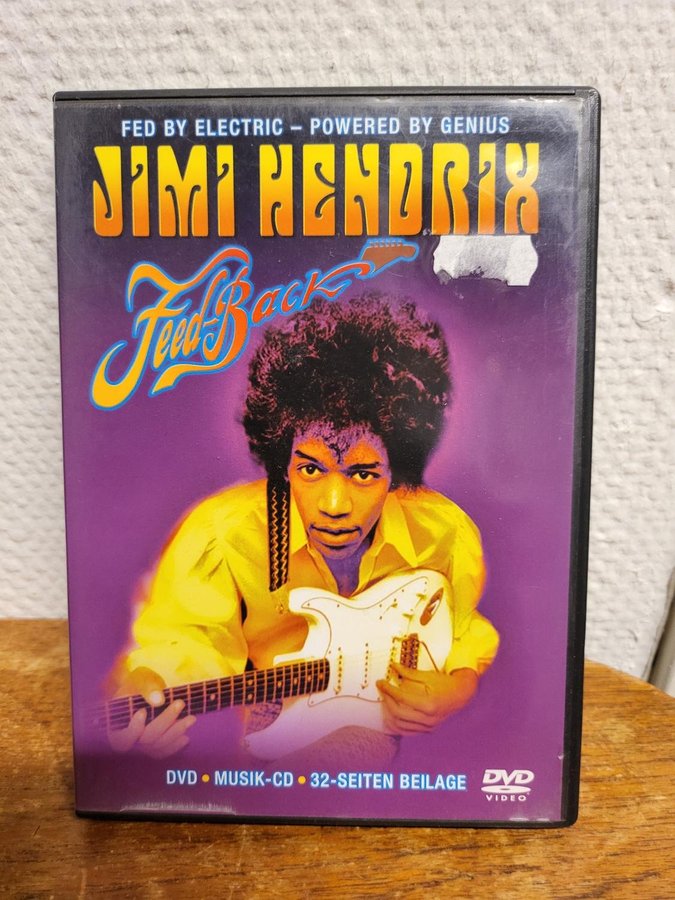 FED BY ELECTRIC – POWERED BY GENIUS
JIMI HENDRIX
Feed-Back
DVD • MUSIK-CD • 32-SEITEN BEILAGE
DVD
VIDEO